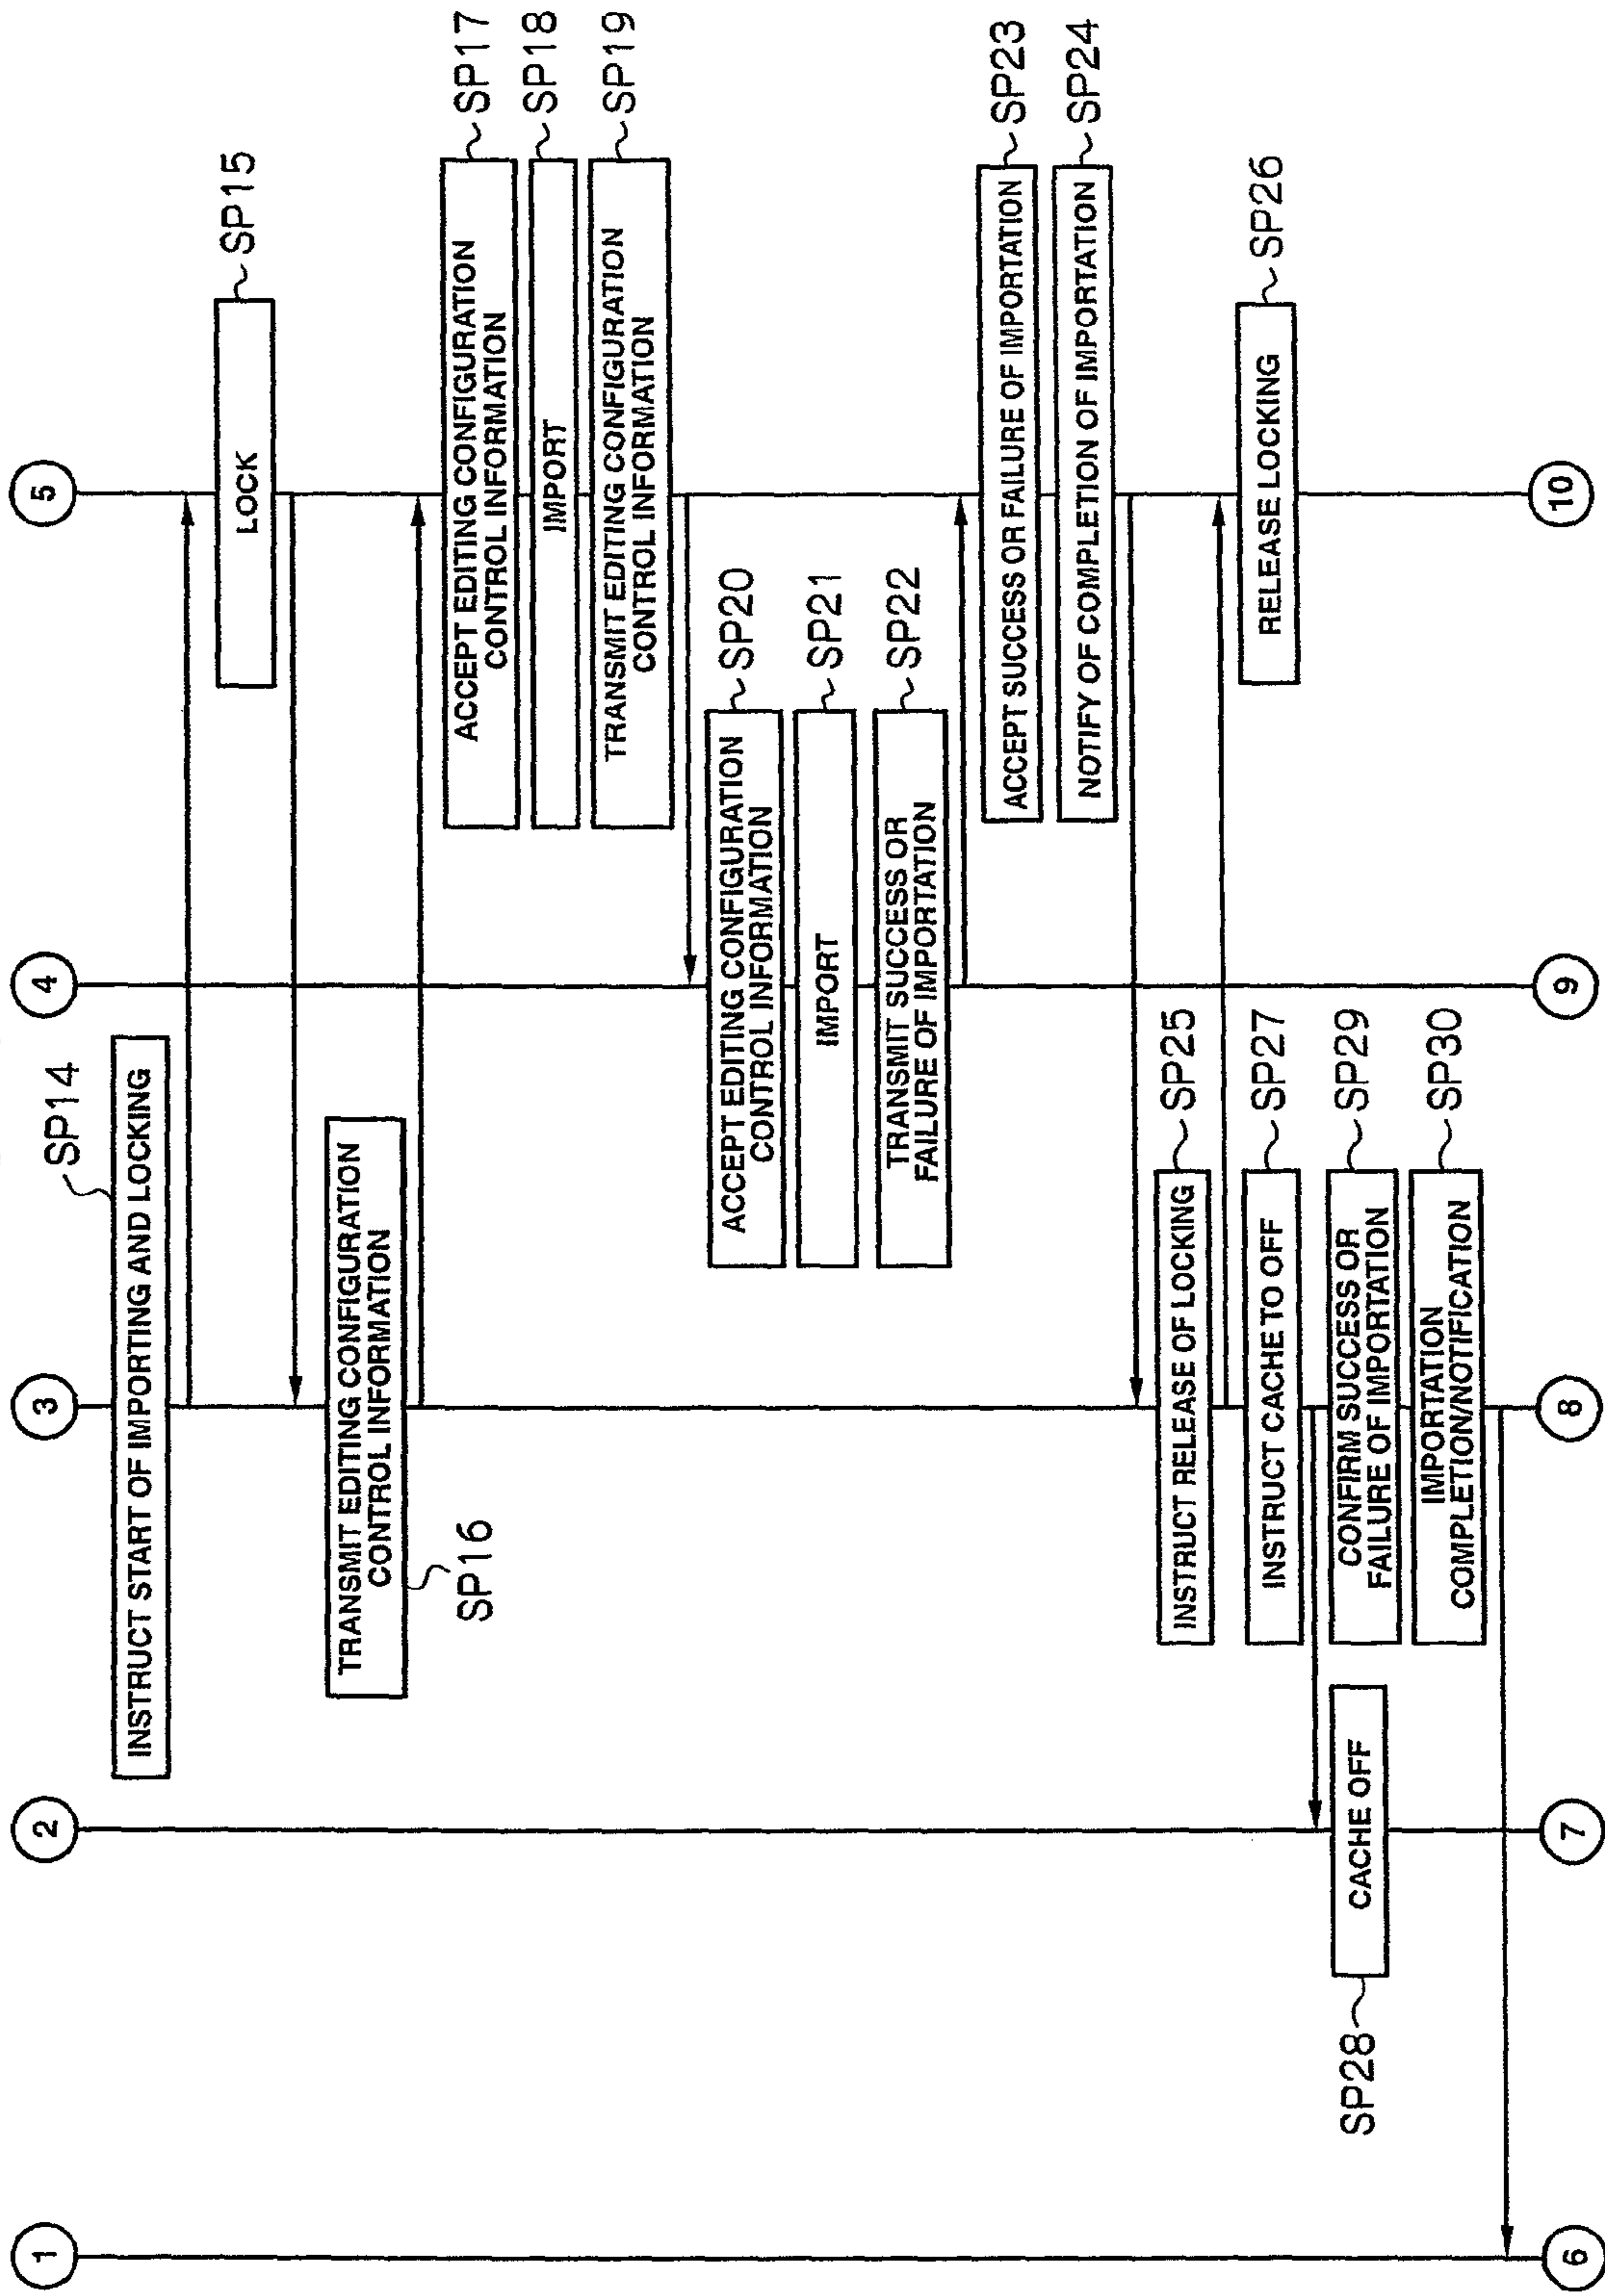 1
2
3
4
5
SP14
INSTRUCT START OF IMPORTING AND LOCKING
LOCK
SP15
TRANSMIT EDITING CONFIGURATION
CONTROL INFORMATION
SP16
ACCEPT EDITING CONFIGURATION
CONTROL INFORMATION
SP17
IMPORT
SP18
TRANSMIT EDITING CONFIGURATION
CONTROL INFORMATION
SP19
ACCEPT EDITING CONFIGURATION
CONTROL INFORMATION
SP20
IMPORT
SP21
TRANSMIT SUCCESS OR
FAILURE OF IMPORTATION
SP22
ACCEPT SUCCESS OR FAILURE OF IMPORTATION
SP23
NOTIFY OF COMPLETION OF IMPORTATION
SP24
INSTRUCT RELEASE OF LOCKING
SP25
RELEASE LOCKING
SP26
INSTRUCT CACHE TO OFF
SP27
SP28
CACHE OFF
CONFIRM SUCCESS OR
FAILURE OF IMPORTATION
SP29
IMPORTATION
COMPLETION/NOTIFICATION
SP30
6
7
8
9
10